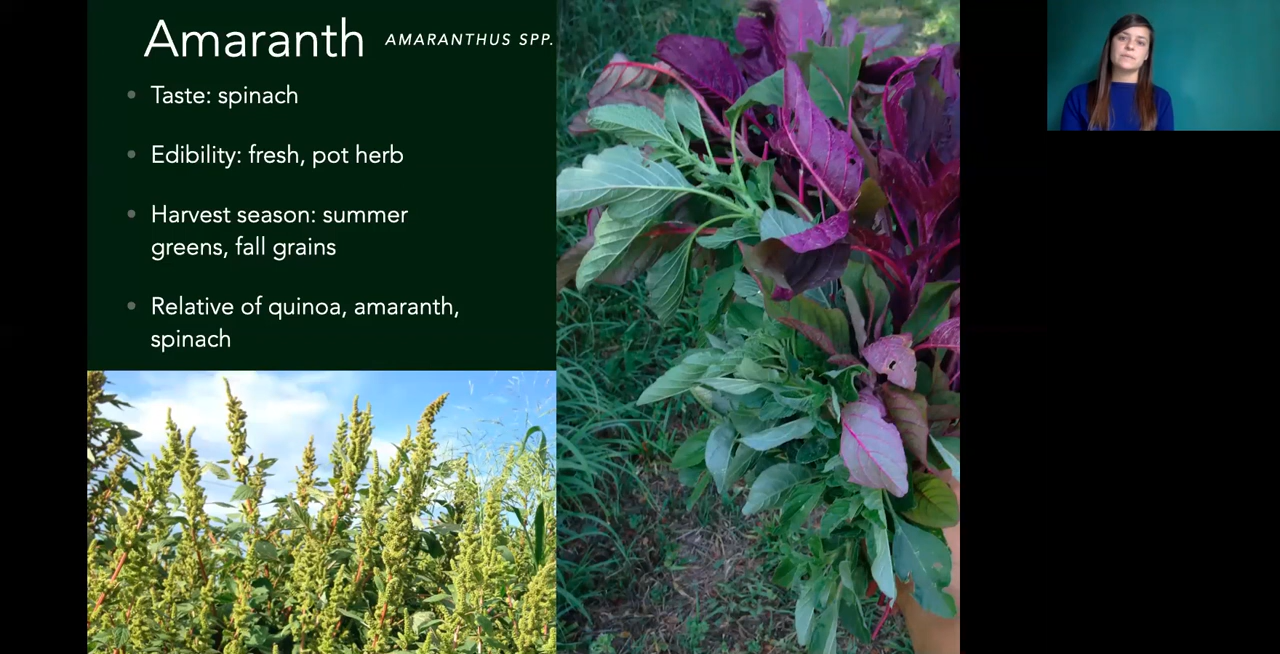 Amaranth AMARANTHUS SPP.
Taste: spinach
Edibility: fresh, pot herb
Harvest season: summer
greens, fall grains
Relative of quinoa, amaranth,
spinach